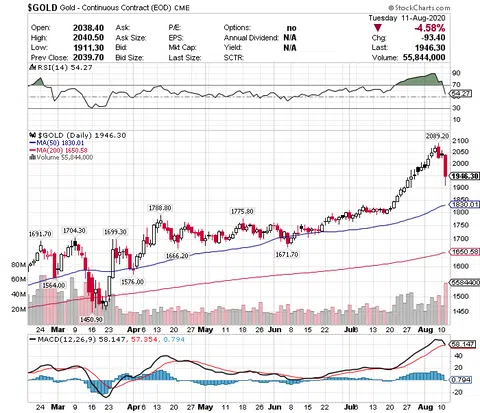 $GOLD Gold - Continuous Contract (EOD) CME © StockCharts.com
Tuesday 11-Aug-2020
Open: 2038.40 Ask: P/E: Options: no ▼ -4.58%
High: 2040.50 Ask Size: EPS: Annual Dividend: N/A Chg: -93.40
Low: 1911.30 Bid: Mkt Cap: Yield: N/A Last: 1946.30
Prev Close: 2039.70 Bid Size: Last Size: SCTR: Volume: 55,844,000
RSI(14) 54.27
90
70
54.27
50
30
10
$GOLD (Daily) 1946.30
MA(50) 1830.01
MA(200) 1650.58
Volume 55,844,000
2089.20
2100
2050
2000
1946.30
1900
1830.01
1800
1788.80
1775.80
1750
1700
1691.70
1704.30
1699.30
1666.20
1671.70
1650.58
1600
1564.00
1576.00
1550
55844000
1500
1450
1450.90
80M
60M
40M
20M
24 Mar 9 16 23 Apr 6 13 20 27 May 11 18 26 Jun 8 15 22 Jul 6 13 20 27 Aug 10
MACD(12,26,9) 58.147, 57.354, 0.794
60
58.147
40
20
0.794